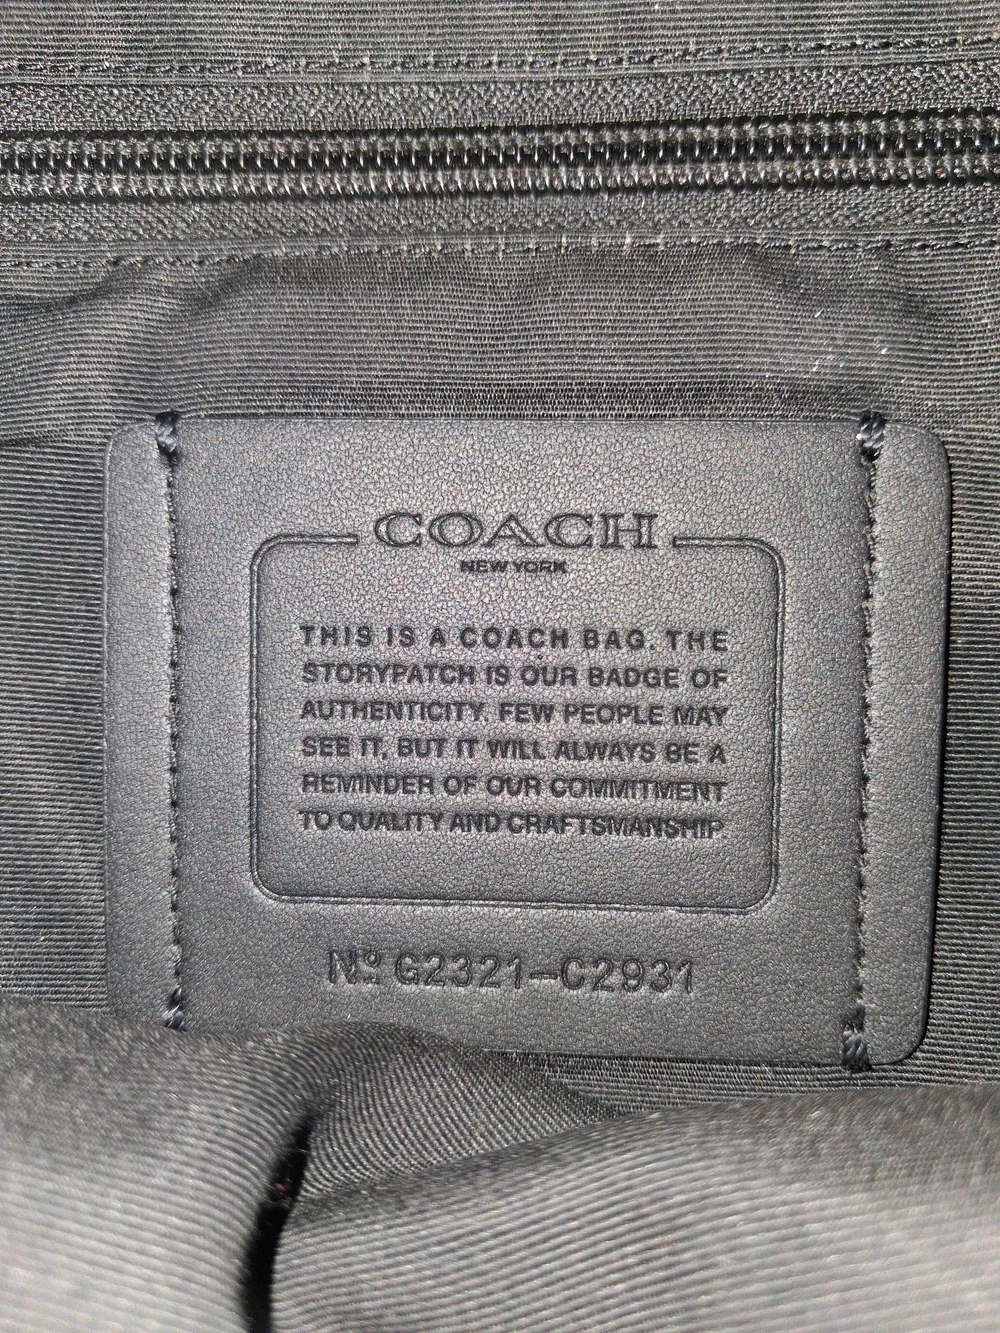 COACH
NEW YORK
THIS IS A COACH BAG. THE
STORYPATCH IS OUR BADGE OF
AUTHENTICITY. FEW PEOPLE MAY
SEE IT, BUT IT WILL ALWAYS BE A
REMINDER OF OUR COMMITMENT
TO QUALITY AND CRAFTSMANSHIP.
Nº G2321-C2931